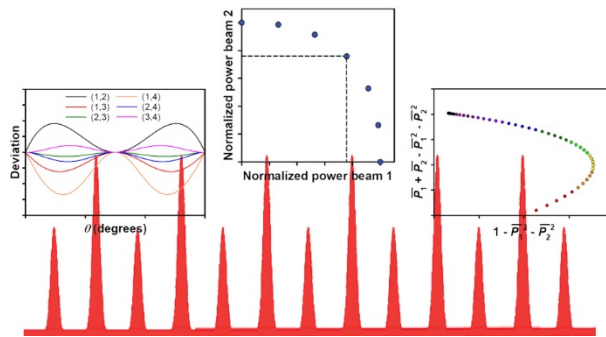 Normalized power beam 2
Normalized power beam 1
Deviation
(1,2)
(1,4)
(1,3)
(2,4)
(2,3)
(3,4)
θ (degrees)
P̅₁ + P̅₂ - P̅₁² - P̅₂²
1 - P̅₁² - P̅₂²